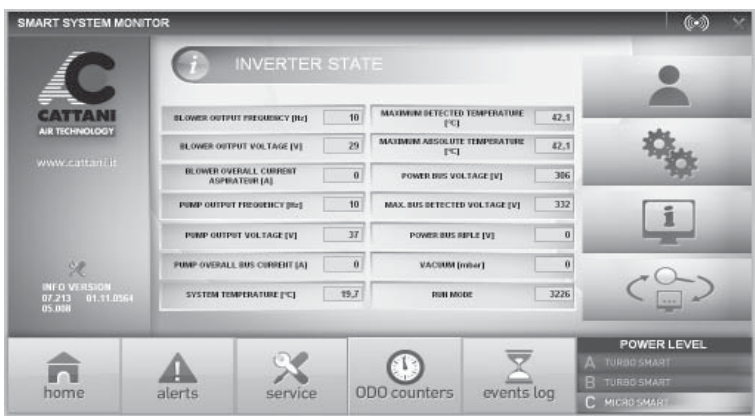 SMART SYSTEM MONITOR
INVERTER STATE
CATTANI
AIR TECHNOLOGY
www.cattani.it
BLOWER OUTPUT FREQUENCY [Hz] 10
BLOWER OUTPUT VOLTAGE [V] 29
BLOWER OVERALL CURRENT
ASPIRATEUR [A] 0
PUMP OUTPUT FREQUENCY [Hz] 10
PUMP OUTPUT VOLTAGE [V] 37
PUMP OVERALL BUS CURRENT [A] 0
SYSTEM TEMPERATURE [°C] 19,7
MAXIMUM DETECTED TEMPERATURE
[°C] 42,1
MAXIMUM ABSOLUTE TEMPERATURE
[°C] 42,1
POWER BUS VOLTAGE [V] 306
MAX. BUS DETECTED VOLTAGE [V] 332
POWER BUS RIPLE [V] 0
VACUUM [mbar] 0
RUN MODE 3226
INFO VERSION
07.213 01.11.0564
05.008
home
alerts
service
ODO counters
events log
POWER LEVEL
A TURBO SMART
B TURBO SMART
C MICRO SMART